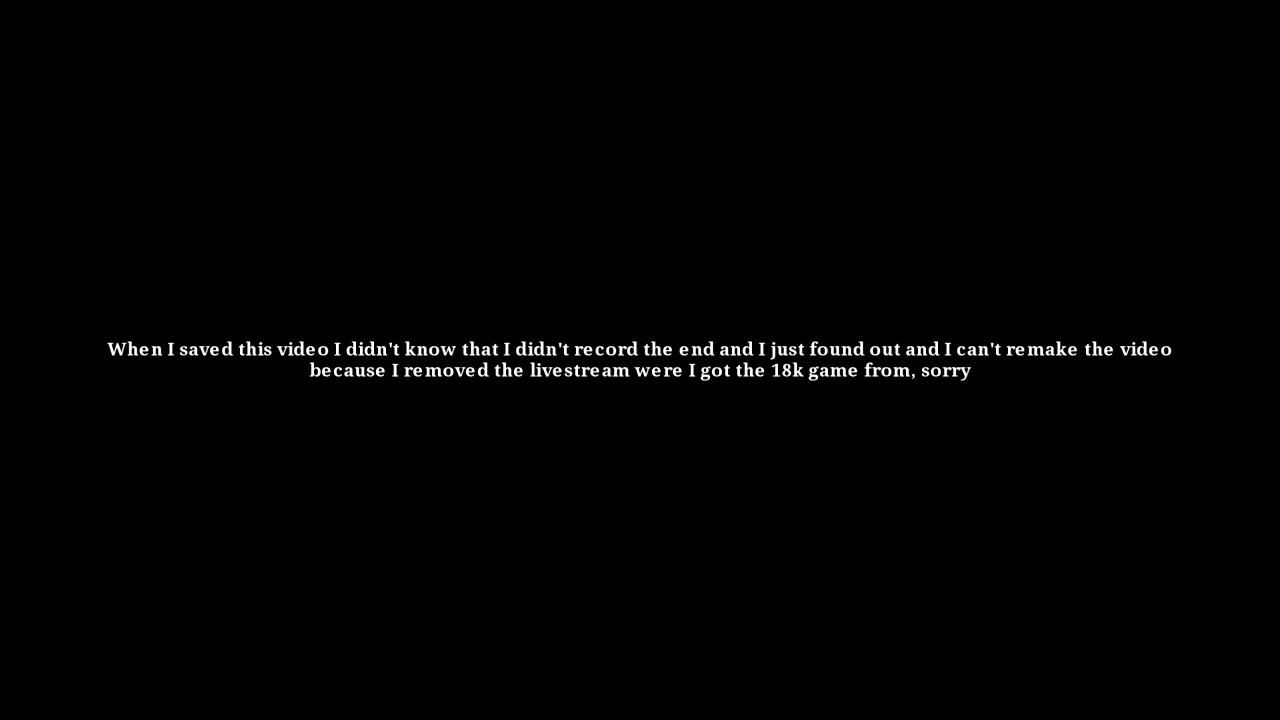 When I saved this video I didn't know that I didn't record the end and I just found out and I can't remake the video
because I removed the livestream were I got the 18k game from, sorry